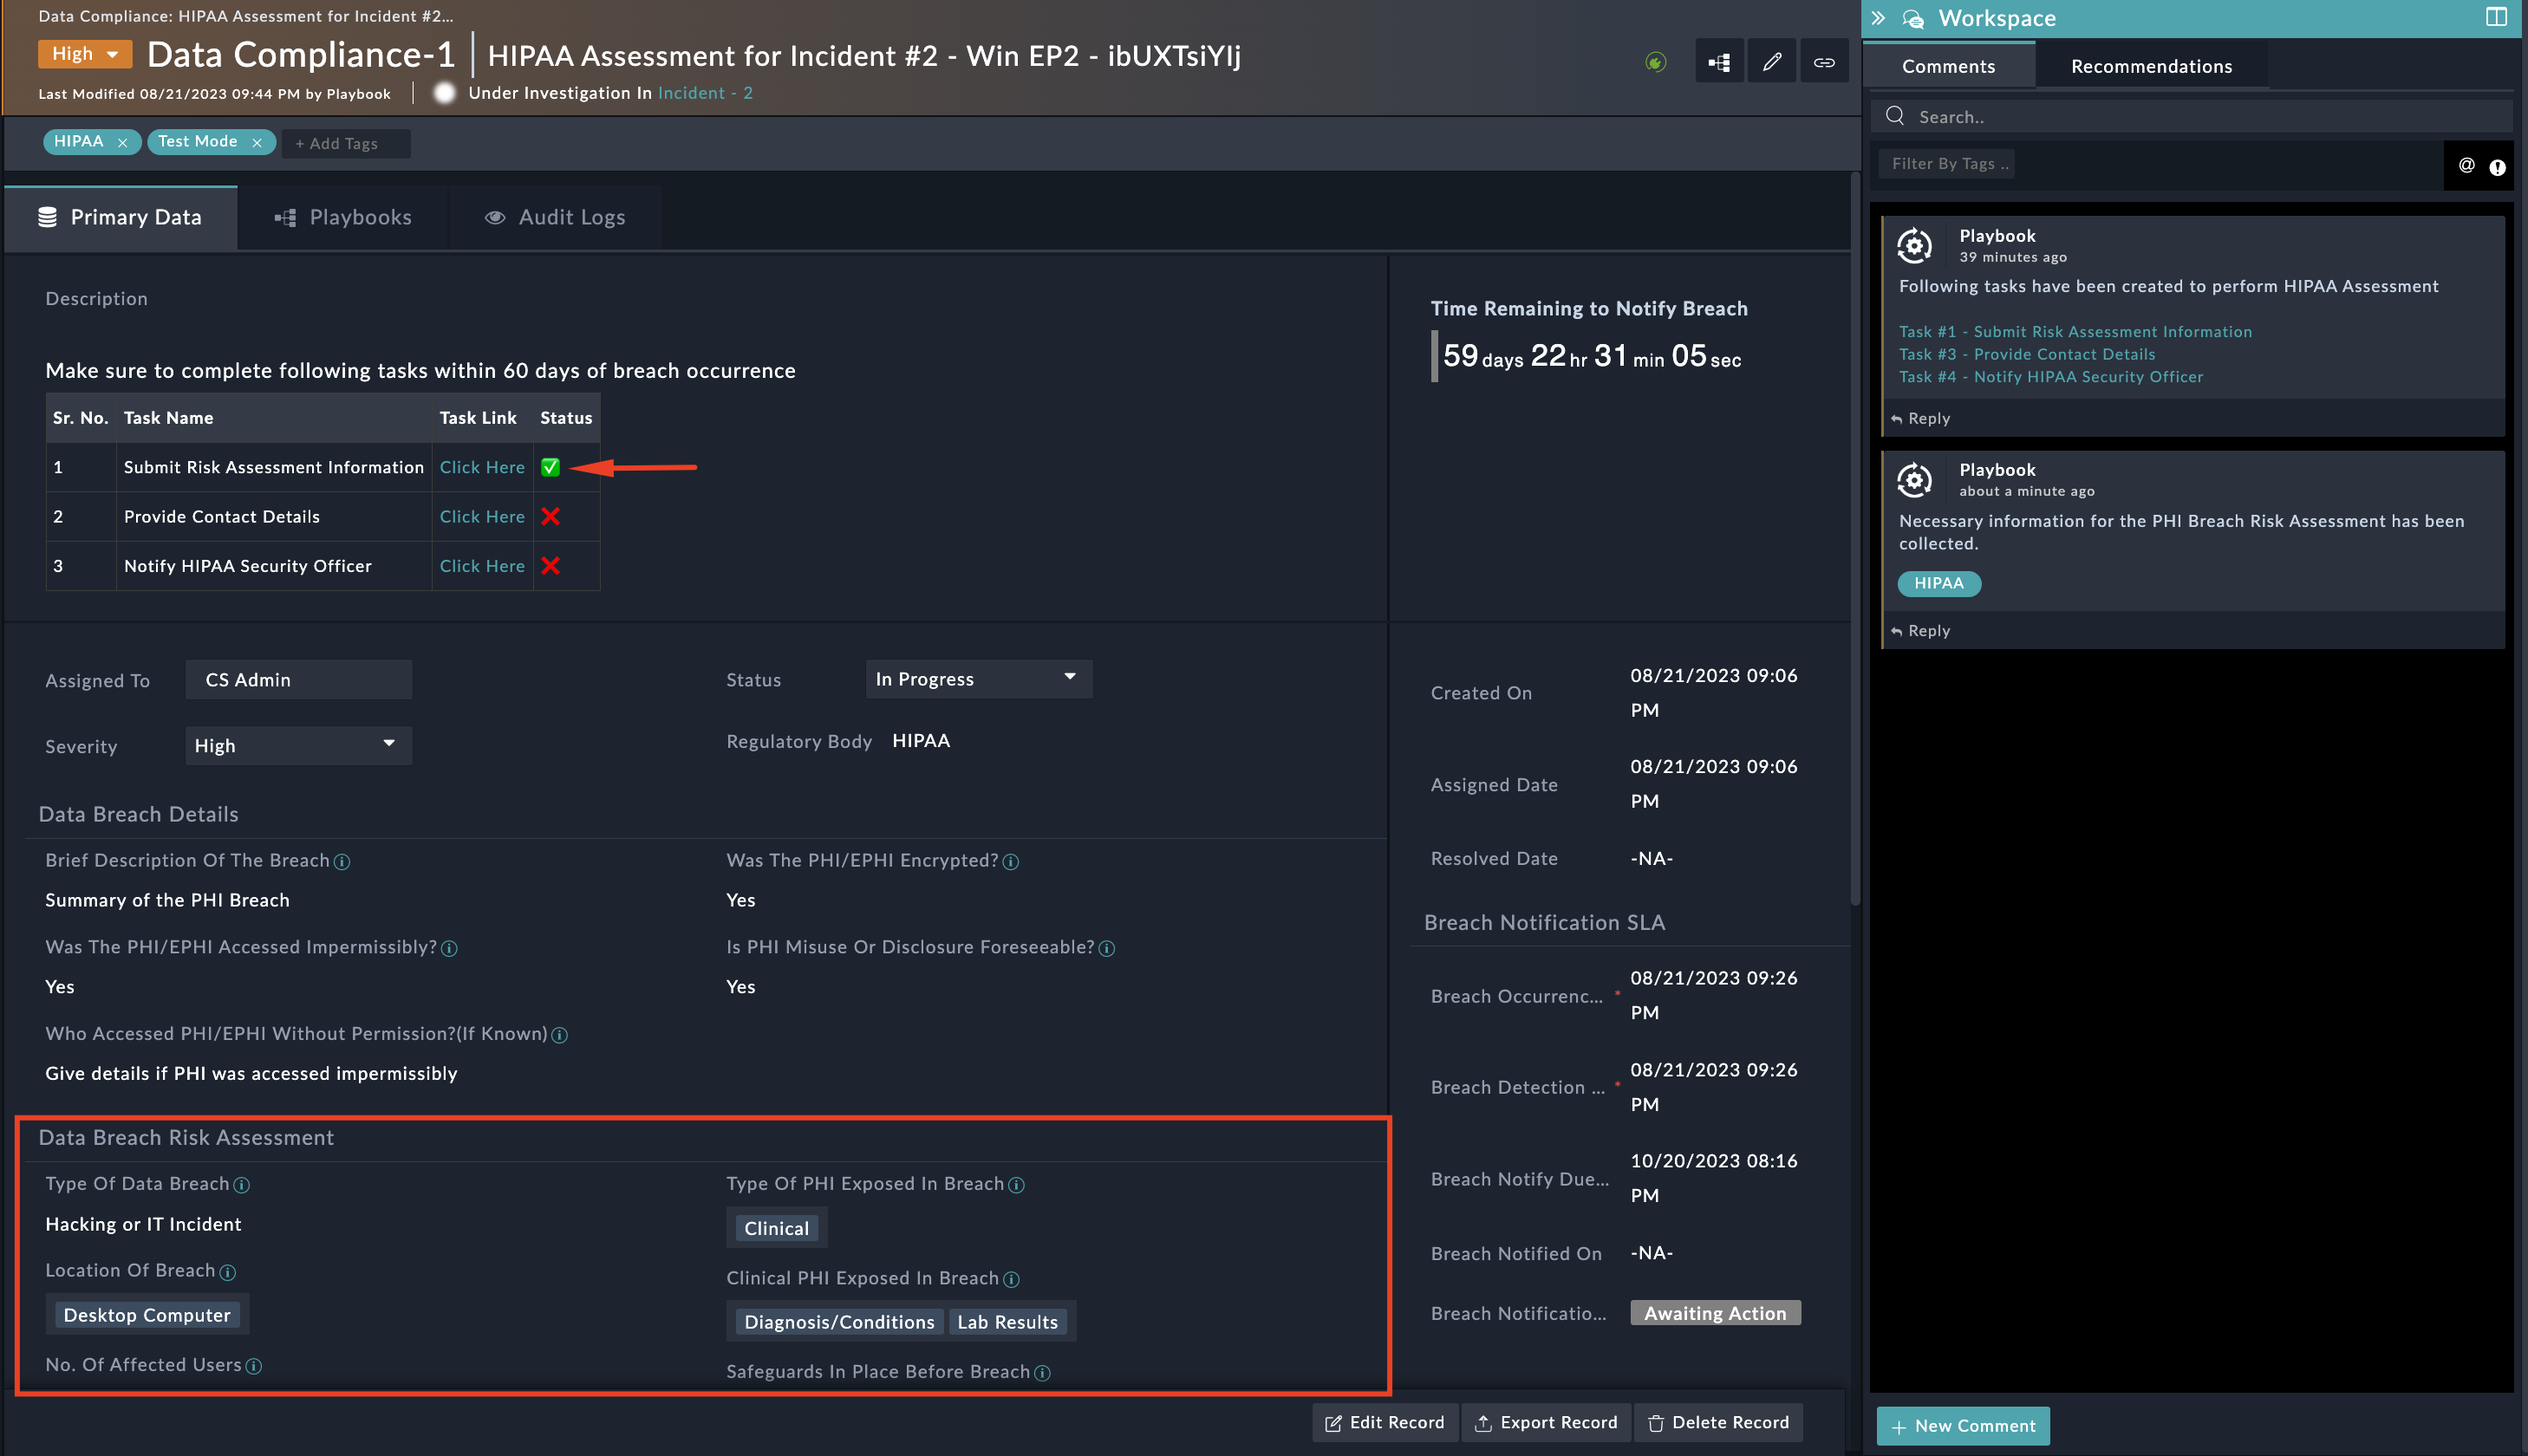 Data Compliance: HIPAA Assessment for Incident #2...
High
Data Compliance-1
HIPAA Assessment for Incident #2 - Win EP2 - ibUXTsiYIj
Last Modified 08/21/2023 09:44 PM by Playbook
Under Investigation In Incident - 2
HIPAA ×
Test Mode ×
+ Add Tags
Primary Data
Playbooks
Audit Logs
Description
Make sure to complete following tasks within 60 days of breach occurrence
Sr. No. Task Name Task Link Status
1 Submit Risk Assessment Information Click Here
2 Provide Contact Details Click Here
3 Notify HIPAA Security Officer Click Here
Time Remaining to Notify Breach
59 days 22 hr 31 min 05 sec
Assigned To CS Admin
Status In Progress
Severity High
Regulatory Body HIPAA
Data Breach Details
Brief Description Of The Breach
Summary of the PHI Breach
Was The PHI/EPHI Encrypted?
Yes
Was The PHI/EPHI Accessed Impermissibly?
Yes
Is PHI Misuse Or Disclosure Foreseeable?
Yes
Who Accessed PHI/EPHI Without Permission?(If Known)
Give details if PHI was accessed impermissibly
Data Breach Risk Assessment
Type Of Data Breach
Hacking or IT Incident
Type Of PHI Exposed In Breach
Clinical
Location Of Breach
Desktop Computer
Clinical PHI Exposed In Breach
Diagnosis/Conditions Lab Results
No. Of Affected Users
Safeguards In Place Before Breach
Created On 08/21/2023 09:06
PM
Assigned Date 08/21/2023 09:06
PM
Resolved Date -NA-
Breach Notification SLA
Breach Occurrenc... * 08/21/2023 09:26
PM
Breach Detection ... * 08/21/2023 09:26
PM
Breach Notify Due... 10/20/2023 08:16
PM
Breach Notified On -NA-
Breach Notificatio... Awaiting Action
Edit Record
Export Record
Delete Record
Workspace
Comments
Recommendations
Search..
Filter By Tags ..
@
Playbook
39 minutes ago
Following tasks have been created to perform HIPAA Assessment
Task #1 - Submit Risk Assessment Information
Task #3 - Provide Contact Details
Task #4 - Notify HIPAA Security Officer
Reply
Playbook
about a minute ago
Necessary information for the PHI Breach Risk Assessment has been
collected.
HIPAA
Reply
+ New Comment